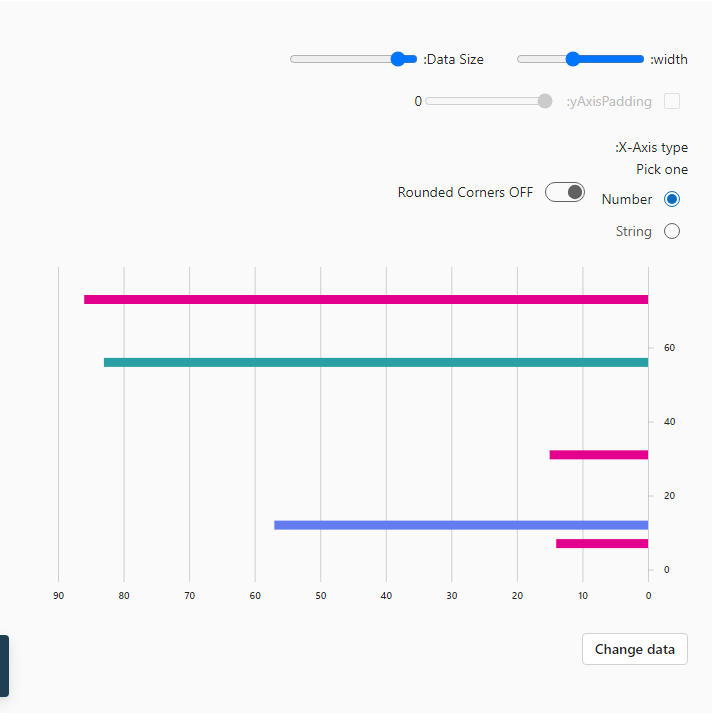 :width
:Data Size
:yAxisPadding
0
:X-Axis type
Pick one
Number
Rounded Corners OFF
String
60
40
20
0
90 80 70 60 50 40 30 20 10 0
Change data